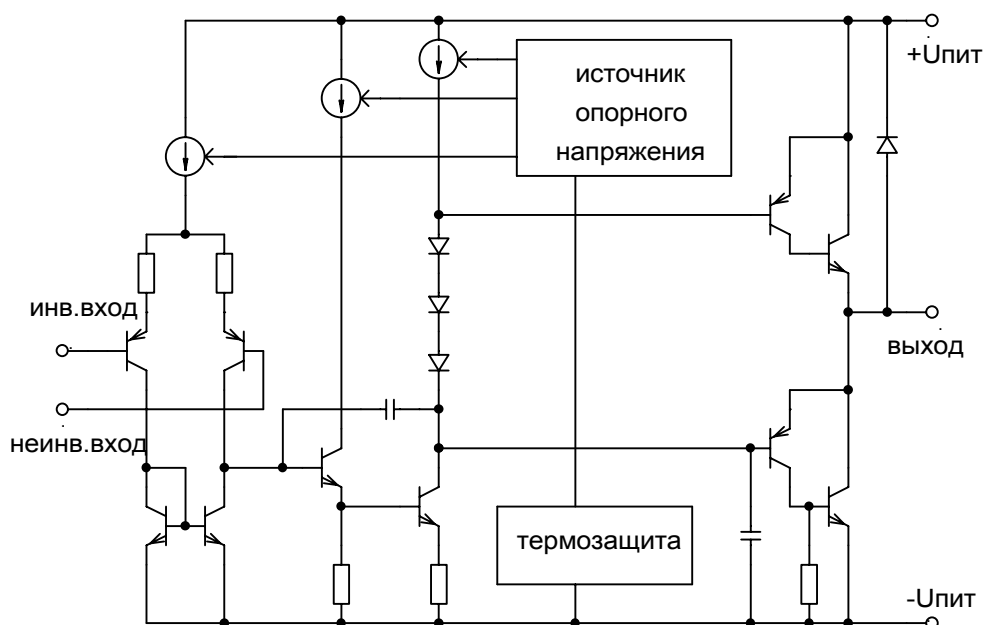 +Uпит
источник
опорного
напряжения
инв.вход
выход
неинв.вход
термозащита
-Uпит